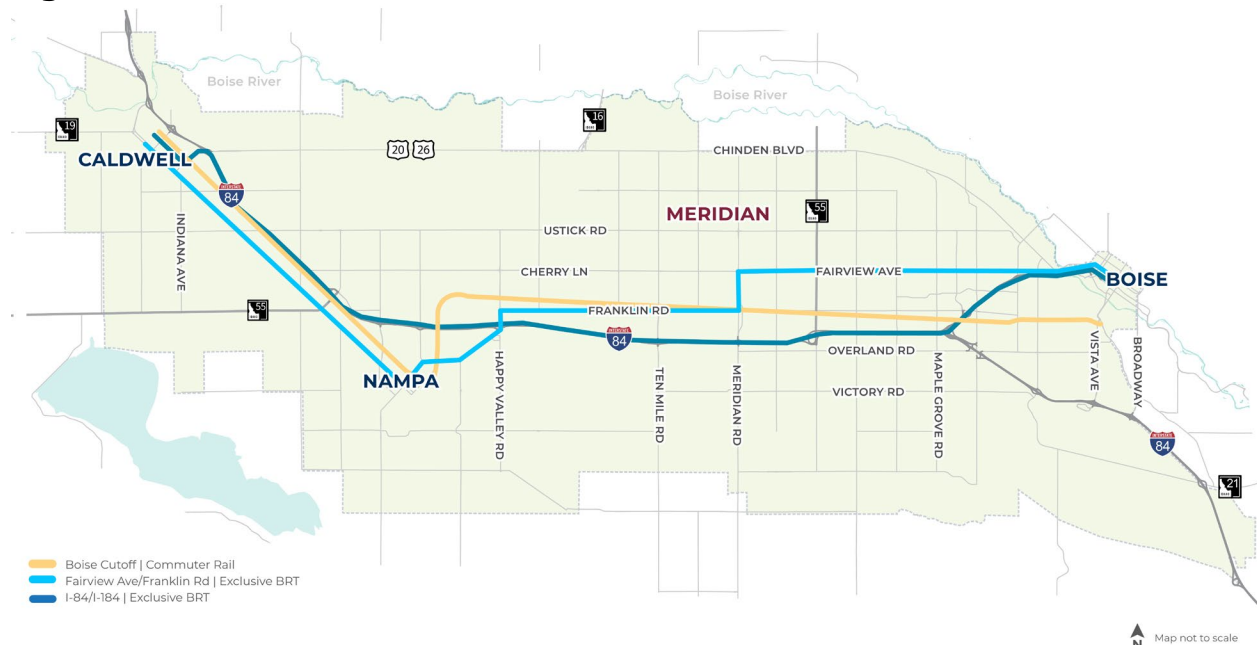 Boise River
Boise River
19
16
20 26
CHINDEN BLVD
CALDWELL
INTERSTATE
84
MERIDIAN
55
INDIANA AVE
USTICK RD
CHERRY LN
FAIRVIEW AVE
BOISE
55
FRANKLIN RD
84
OVERLAND RD
NAMPA
HAPPY VALLEY RD
TEN MILE RD
MERIDIAN RD
VICTORY RD
MAPLE GROVE RD
VISTA AVE
BROADWAY
84
21
Boise Cutoff | Commuter Rail
Fairview Ave/Franklin Rd | Exclusive BRT
I-84/I-184 | Exclusive BRT
N
Map not to scale